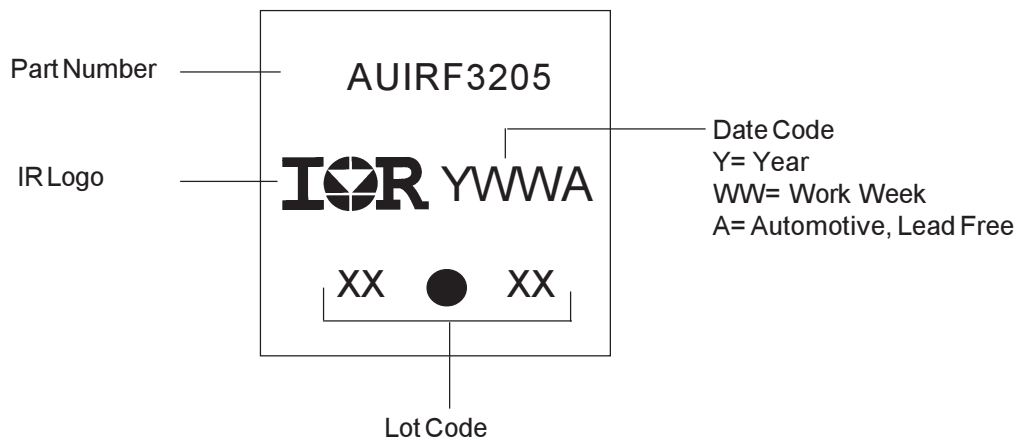 Part Number
AUIRF3205
Date Code
Y= Year
WW= Work Week
A= Automotive, Lead Free
IR Logo
IOR YWWA
XX XX
Lot Code